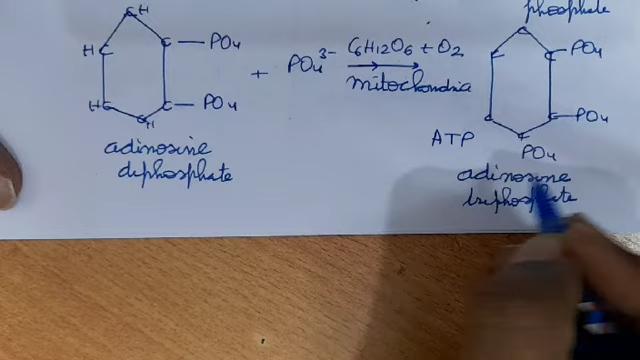 phosphate
H
H C — PO4 + PO4 3- C6H12O6 + O2 C — PO4
mitochondria
H C — PO4 C — PO4
H
ATP PO4
adinosine adinosine
diphosphate triphosphate